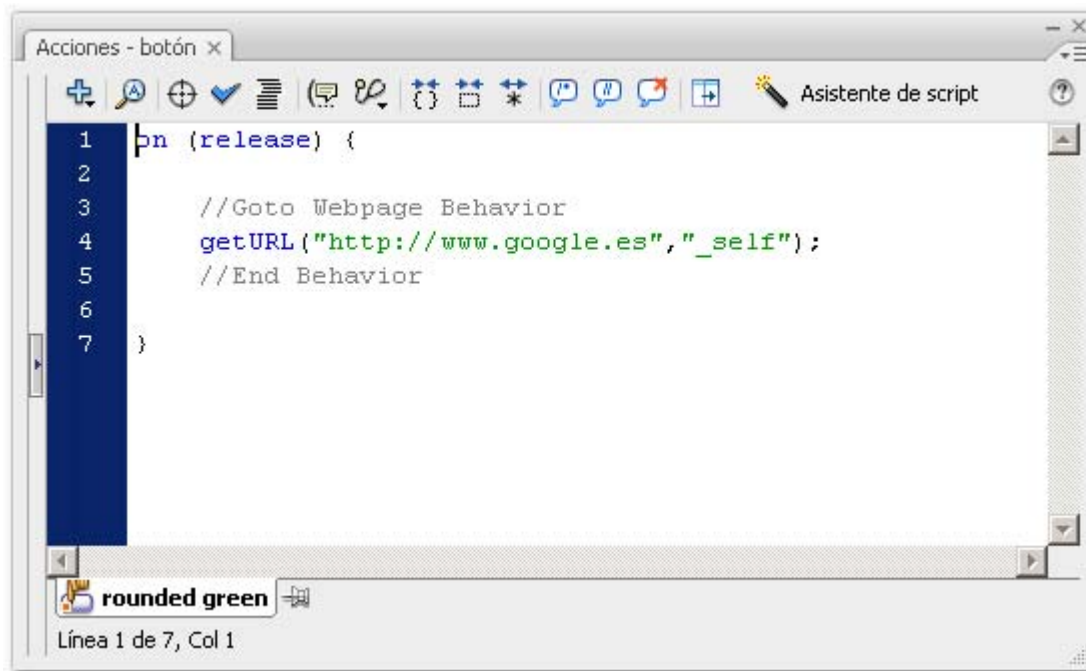 Acciones - botón
Asistente de script
1 on (release) {
2
3 //Goto Webpage Behavior
4 getURL("http://www.google.es","_self");
5 //End Behavior
6
7 }
rounded green
Línea 1 de 7, Col 1